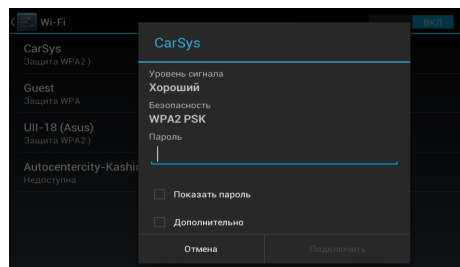 Wi-Fi
ВКЛ
CarSys
Защита WPA2 )
Guest
Защита WPA
UII-18 (Asus)
Защита WPA2 )
Autocentercity-Kashir
Недоступна
CarSys
Уровень сигнала
Хороший
Безопасность
WPA2 PSK
Пароль
Показать пароль
Дополнительно
Отмена
Подключить